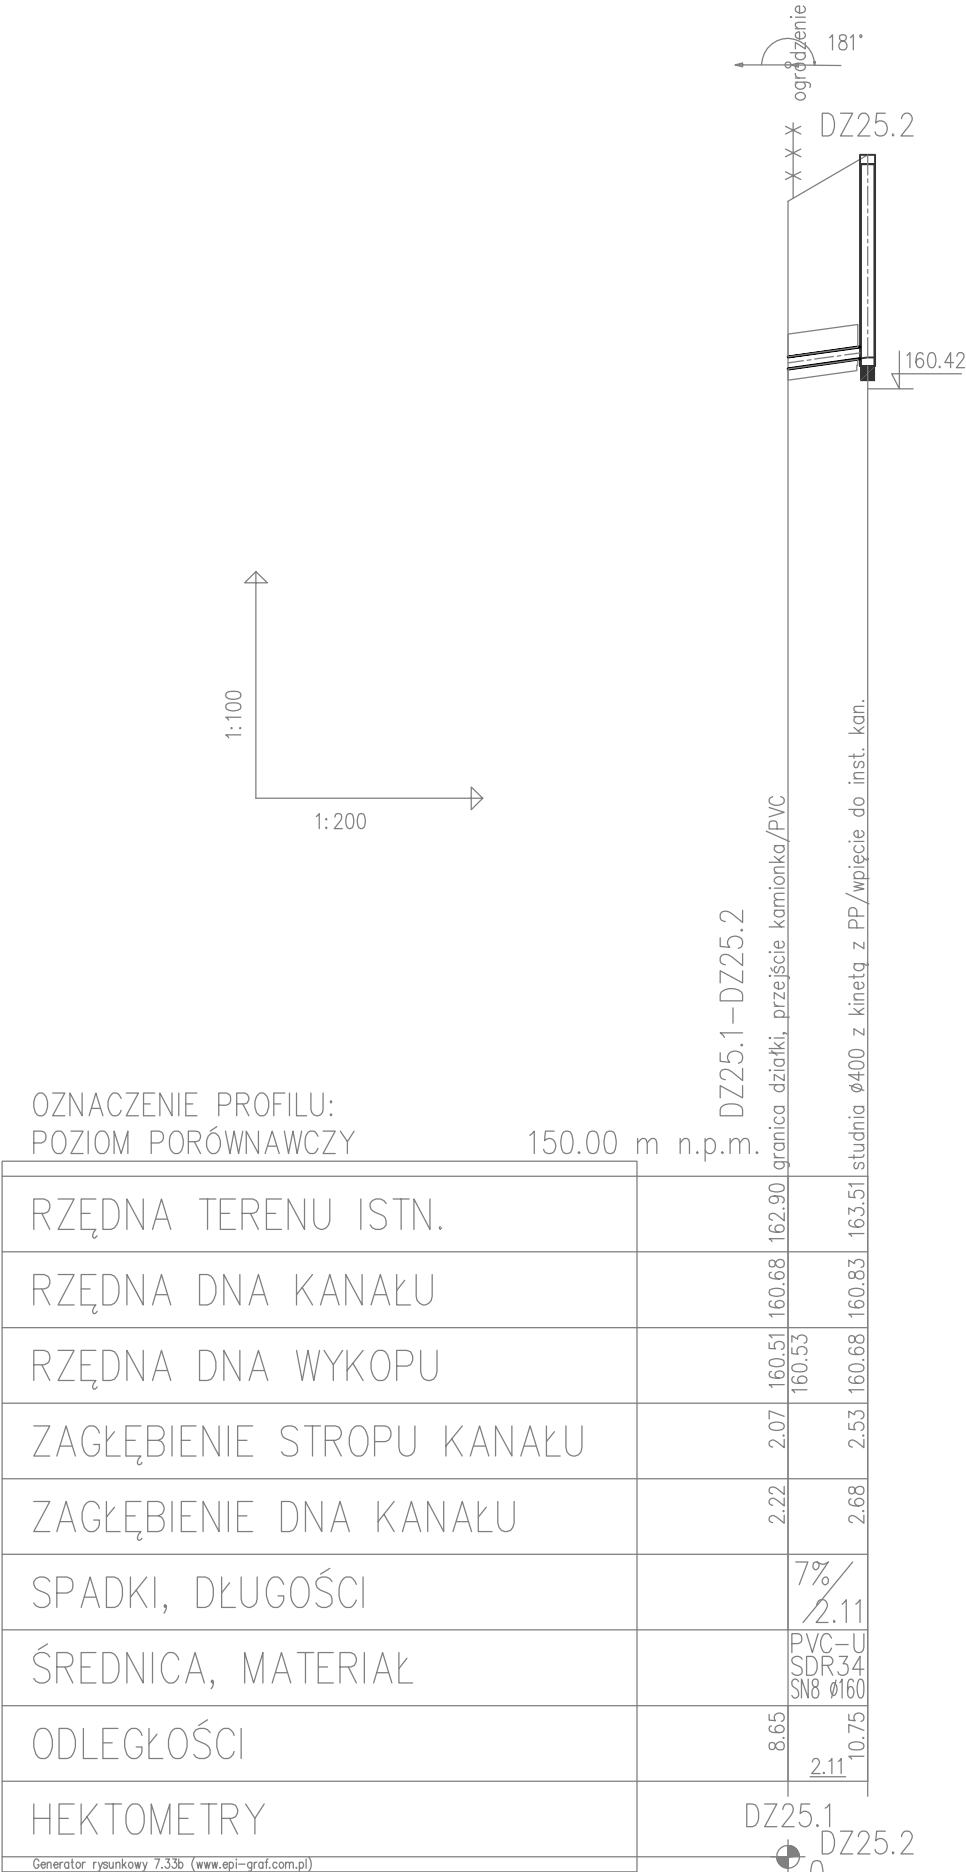 ogrodzenie
181°
DZ25.2
160.42
1:100
1:200
DZ25.1-DZ25.2
granica działki, przejście kamionka/PVC
studnia ø400 z kinetą z PP/wpięcie do inst. kan.
OZNACZENIE PROFILU:
POZIOM PORÓWNAWCZY 150.00 m n.p.m.
RZĘDNA TERENU ISTN. 162.90 163.51
RZĘDNA DNA KANAŁU 160.68 160.83
RZĘDNA DNA WYKOPU 160.51 160.53 160.68
ZAGŁĘBIENIE STROPU KANAŁU 2.07 2.53
ZAGŁĘBIENIE DNA KANAŁU 2.22 2.68
SPADKI, DŁUGOŚCI 7% / 2.11
ŚREDNICA, MATERIAŁ PVC-U
SDR34
SN8 ø160
ODLEGŁOŚCI 8.65 2.11 10.75
HEKTOMETRY DZ25.1
DZ25.2
Generator rysunkowy 7.33b (www.epi-graf.com.pl)